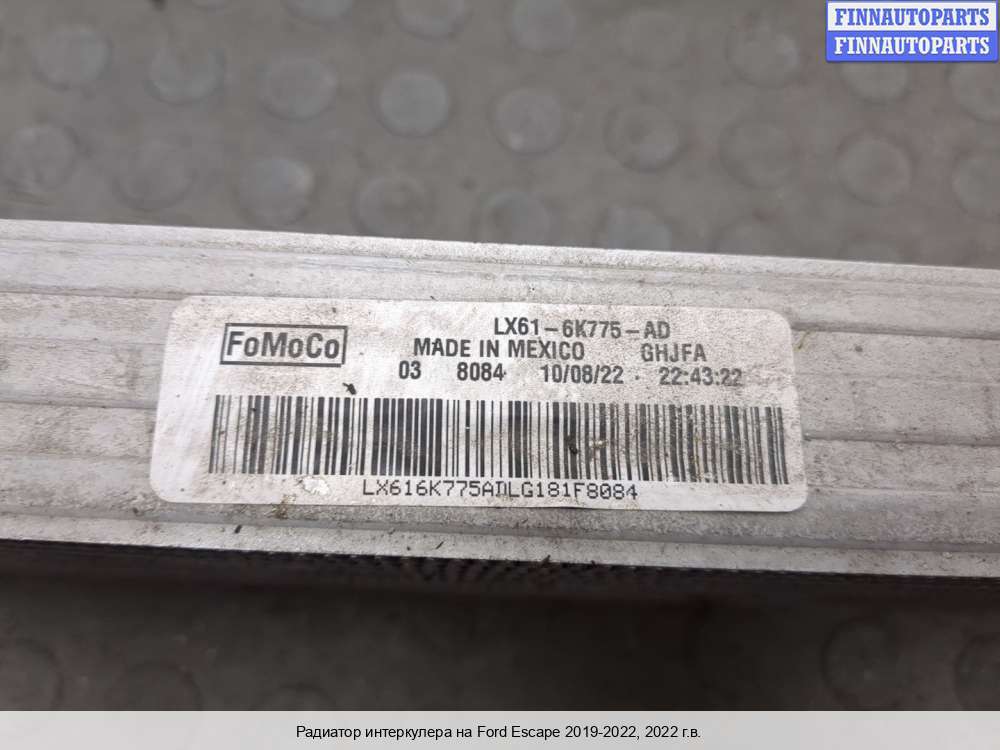 FINNAUTOPARTS
FINNAUTOPARTS
LX61-6K775-AD
FoMoCo
MADE IN MEXICO GHJFA
03 8084 10/08/22 22:43:22
LX616K775ADLG181F8084
Радиатор интеркулера на Ford Escape 2019-2022, 2022 г.в.